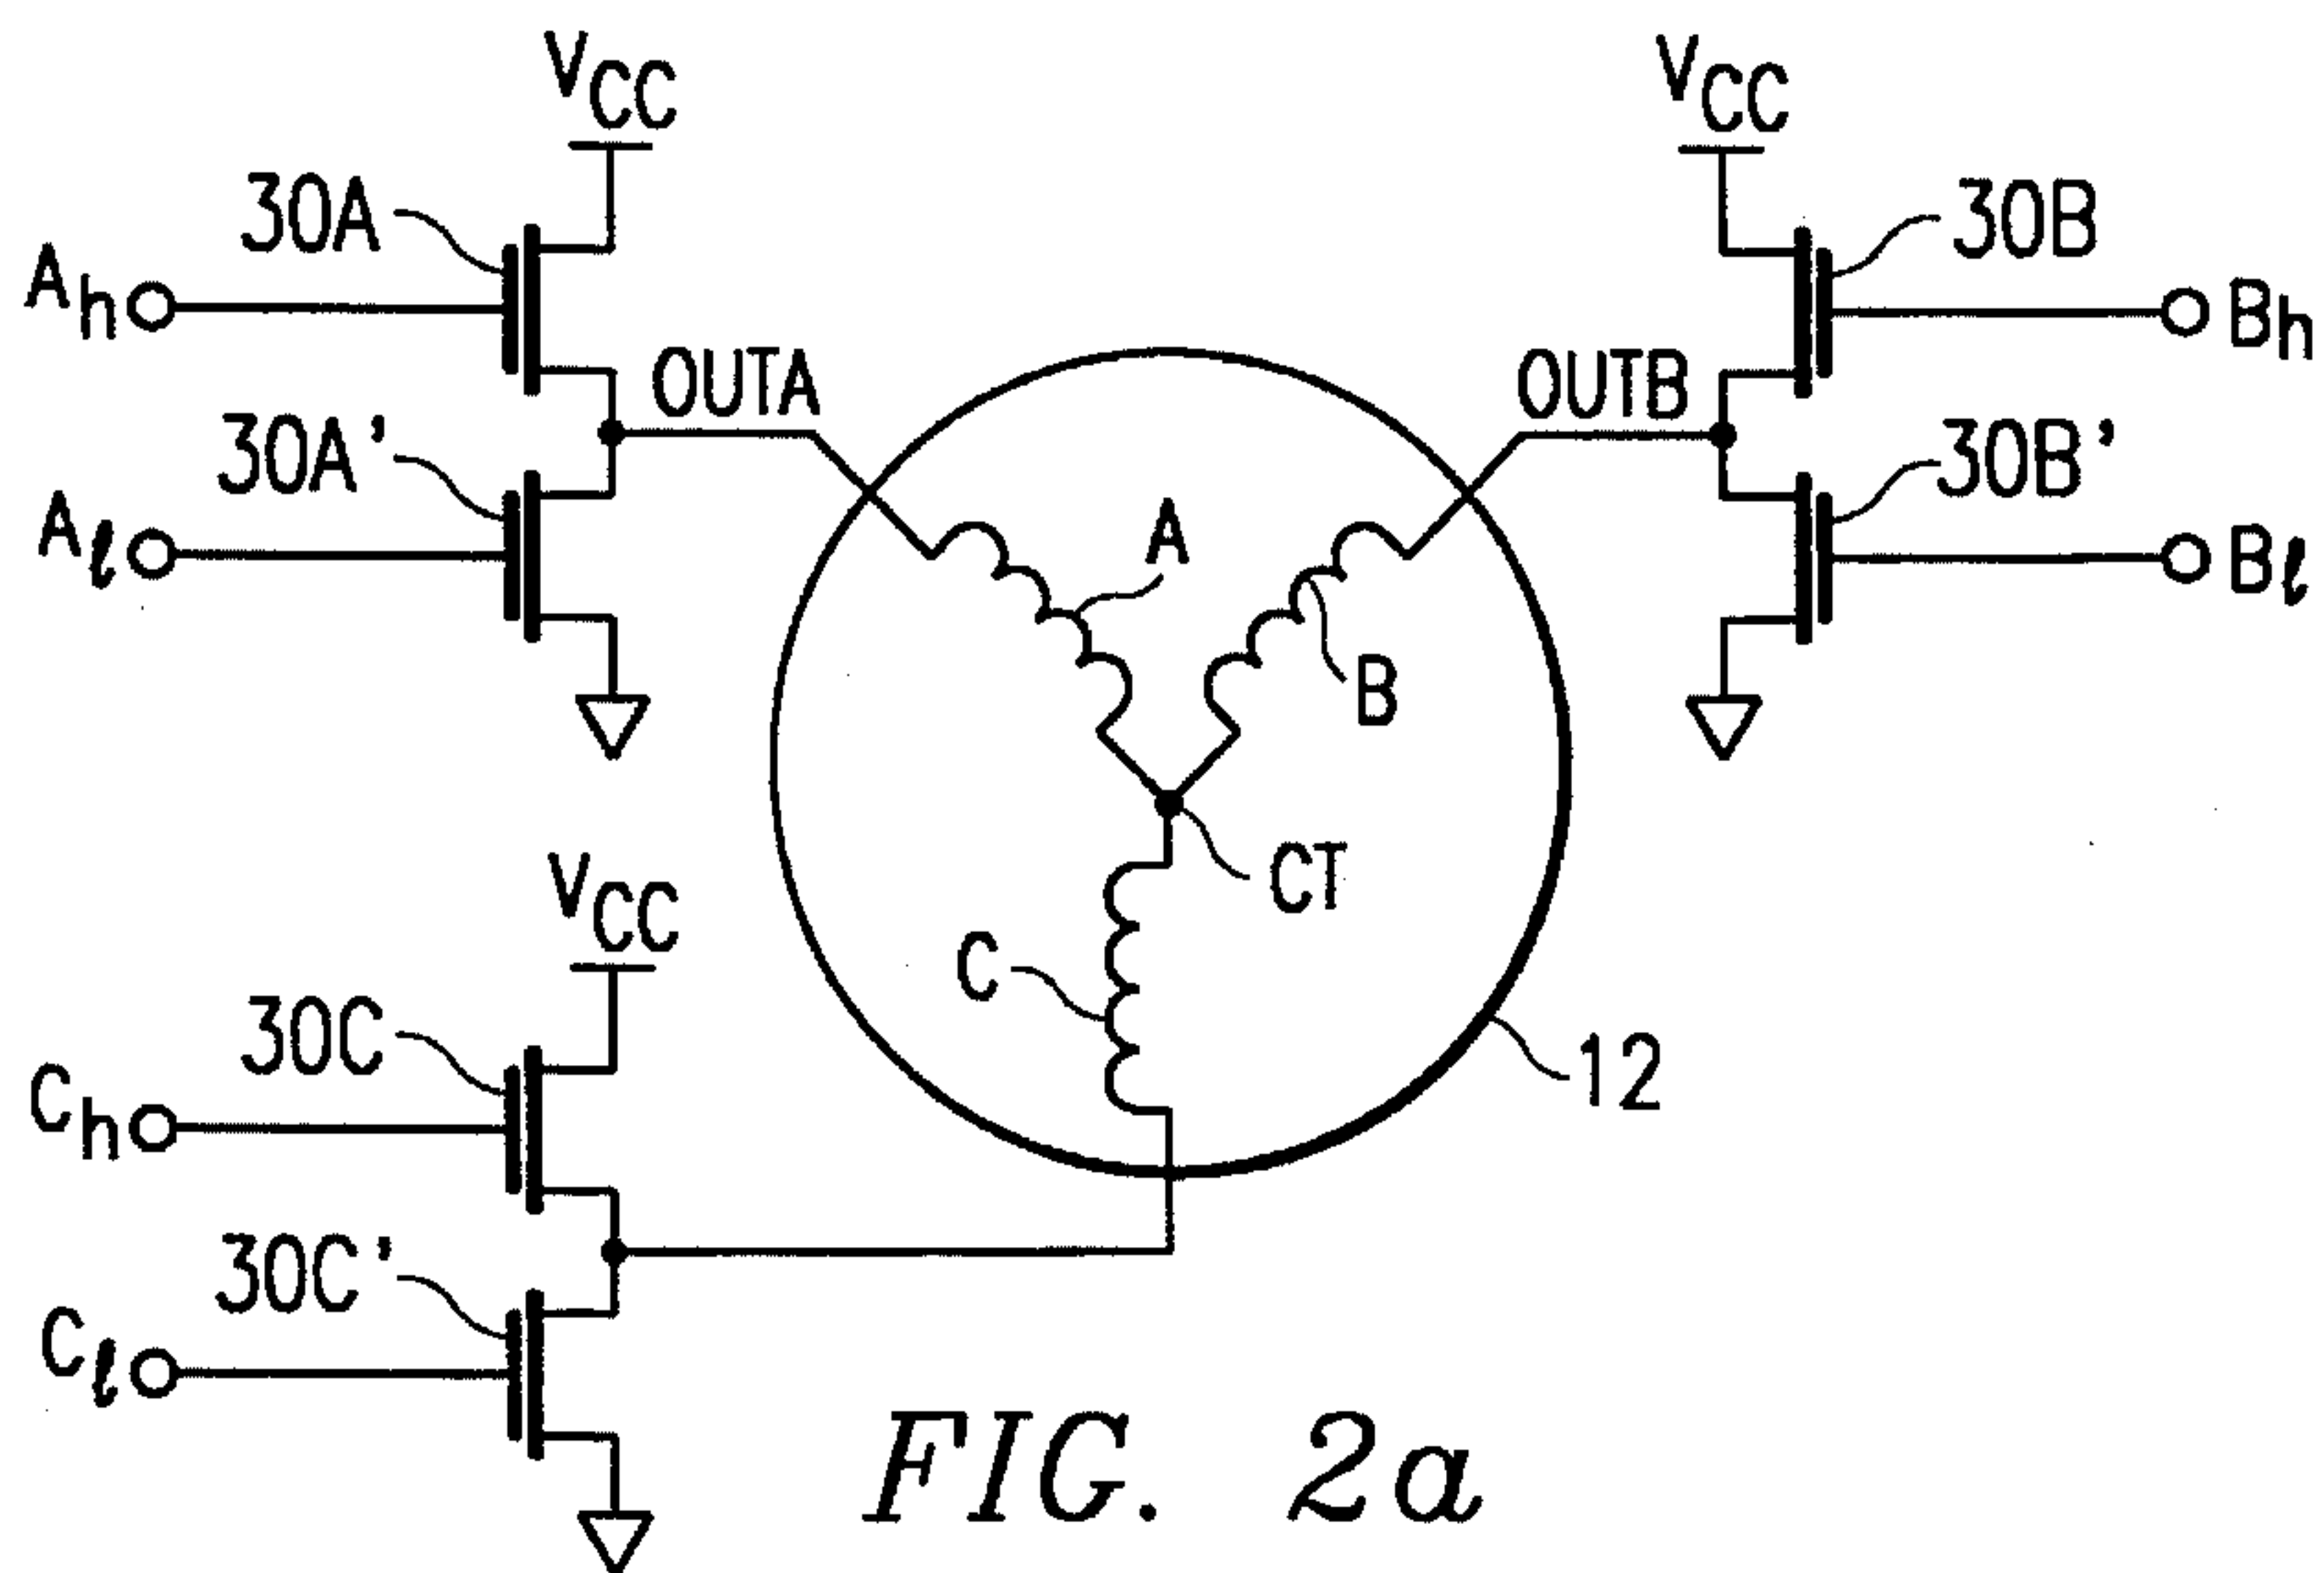 VCC
VCC
30A
30B
Ah
Bh
OUTA
OUTB
30A'
30B'
Aℓ
Bℓ
A
B
CT
VCC
C
30C
12
Ch
30C'
Cℓ
FIG. 2a